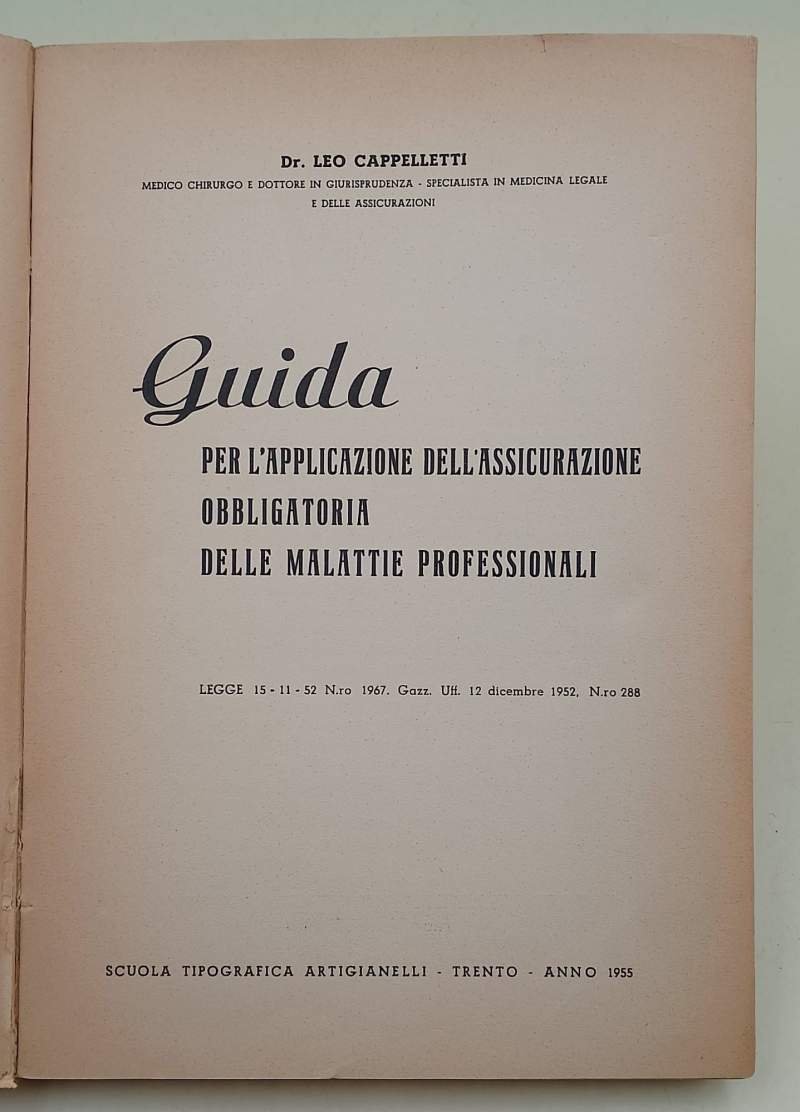 Dr. LEO CAPPELLETTI
MEDICO CHIRURGO E DOTTORE IN GIURISPRUDENZA - SPECIALISTA IN MEDICINA LEGALE
E DELLE ASSICURAZIONI
Guida
PER L'APPLICAZIONE DELL'ASSICURAZIONE
OBBLIGATORIA
DELLE MALATTIE PROFESSIONALI
LEGGE 15 - 11 - 52 N.ro 1967. Gazz. Uff. 12 dicembre 1952, N.ro 288
SCUOLA TIPOGRAFICA ARTIGIANELLI - TRENTO - ANNO 1955